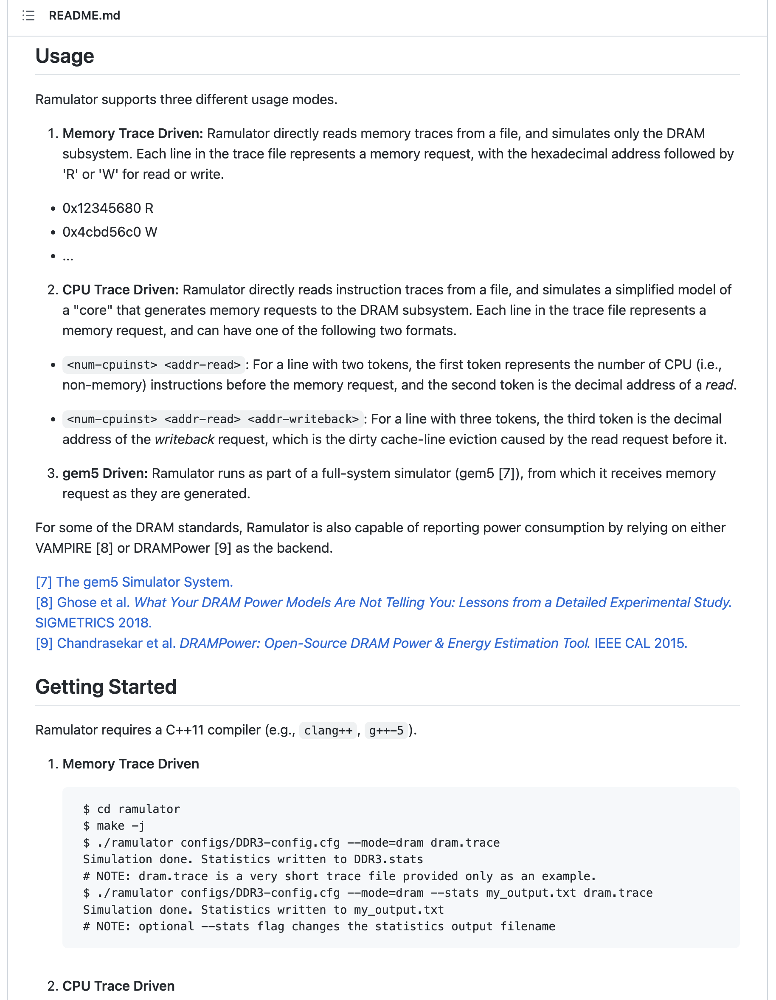 README.md
Usage
Ramulator supports three different usage modes.
1. Memory Trace Driven: Ramulator directly reads memory traces from a file, and simulates only the DRAM
subsystem. Each line in the trace file represents a memory request, with the hexadecimal address followed by
'R' or 'W' for read or write.
• 0x12345680 R
• 0x4cbd56c0 W
• ...
2. CPU Trace Driven: Ramulator directly reads instruction traces from a file, and simulates a simplified model of
a "core" that generates memory requests to the DRAM subsystem. Each line in the trace file represents a
memory request, and can have one of the following two formats.
• <num-cpuinst> <addr-read> : For a line with two tokens, the first token represents the number of CPU (i.e.,
non-memory) instructions before the memory request, and the second token is the decimal address of a read.
• <num-cpuinst> <addr-read> <addr-writeback> : For a line with three tokens, the third token is the decimal
address of the writeback request, which is the dirty cache-line eviction caused by the read request before it.
3. gem5 Driven: Ramulator runs as part of a full-system simulator (gem5 [7]), from which it receives memory
request as they are generated.
For some of the DRAM standards, Ramulator is also capable of reporting power consumption by relying on either
VAMPIRE [8] or DRAMPower [9] as the backend.
[7] The gem5 Simulator System.
[8] Ghose et al. What Your DRAM Power Models Are Not Telling You: Lessons from a Detailed Experimental Study.
SIGMETRICS 2018.
[9] Chandrasekar et al. DRAMPower: Open-Source DRAM Power & Energy Estimation Tool. IEEE CAL 2015.
Getting Started
Ramulator requires a C++11 compiler (e.g., clang++ , g++-5 ).
1. Memory Trace Driven
$ cd ramulator
$ make -j
$ ./ramulator configs/DDR3-config.cfg --mode=dram dram.trace
Simulation done. Statistics written to DDR3.stats
# NOTE: dram.trace is a very short trace file provided only as an example.
$ ./ramulator configs/DDR3-config.cfg --mode=dram --stats my_output.txt dram.trace
Simulation done. Statistics written to my_output.txt
# NOTE: optional --stats flag changes the statistics output filename
2. CPU Trace Driven